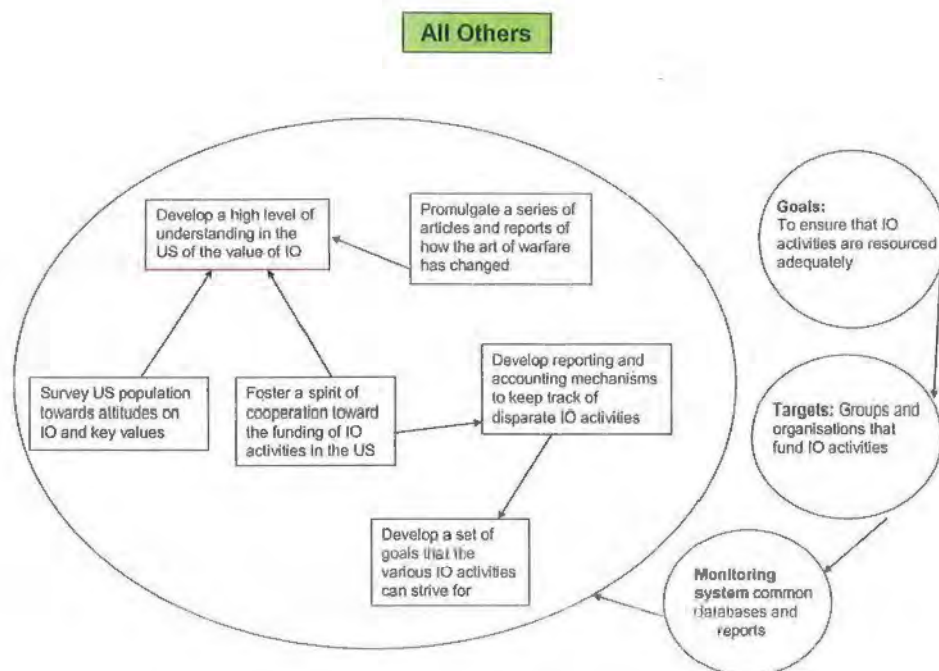 All Others
Develop a high level of
understanding in the
US of the value of IO
Promulgate a series of
articles and reports of
how the art of warfare
has changed
Goals:
To ensure that IO
activities are resourced
adequately
Survey US population
towards attitudes on
IO and key values
Foster a spirit of
cooperation toward
the funding of IO
activities in the US
Develop reporting and
accounting mechanisms
to keep track of
disparate IO activities
Targets: Groups and
organisations that
fund IO activities
Develop a set of
goals that the
various IO activities
can strive for
Monitoring
system common
databases and
reports